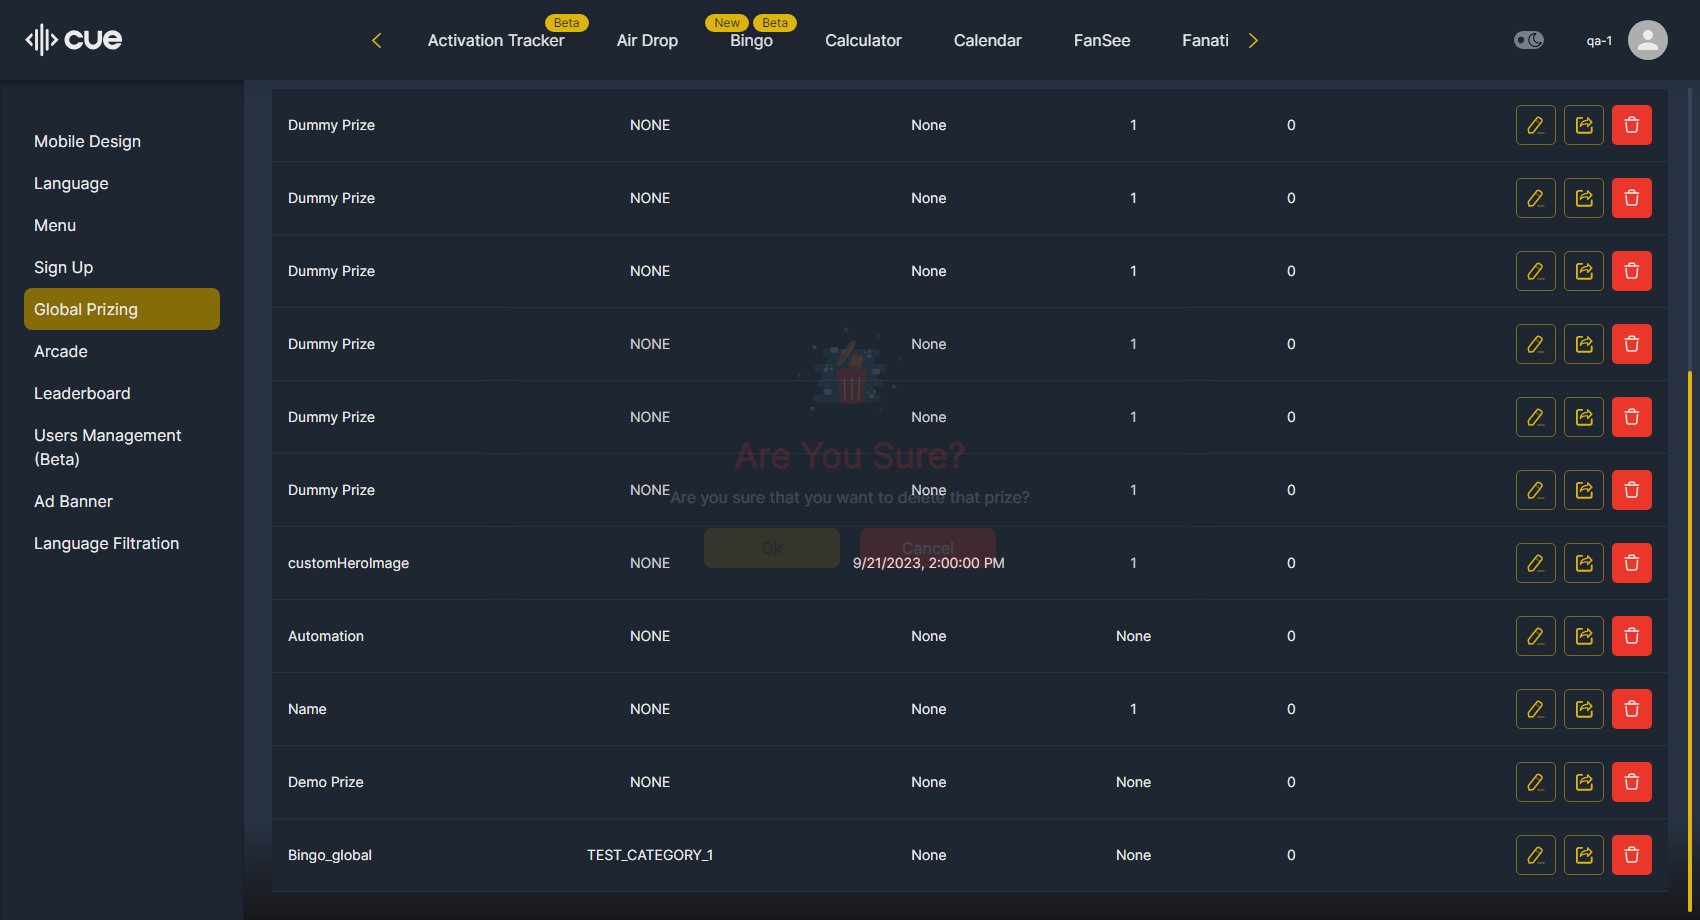 cue
Activation Tracker
Beta
Air Drop
New
Beta
Bingo
Calculator
Calendar
FanSee
Fanati
qa-1
Mobile Design
Language
Menu
Sign Up
Global Prizing
Arcade
Leaderboard
Users Management
(Beta)
Ad Banner
Language Filtration
Dummy Prize NONE None 1 0
Dummy Prize NONE None 1 0
Dummy Prize NONE None 1 0
Dummy Prize NONE None 1 0
Dummy Prize NONE None 1 0
Are You Sure?
Dummy Prize NONE None 1 0
Are you sure that you want to delete that prize?
Ok Cancel
customHeroImage NONE 9/21/2023, 2:00:00 PM 1 0
Automation NONE None None 0
Name NONE None 1 0
Demo Prize NONE None None 0
Bingo_global TEST_CATEGORY_1 None None 0